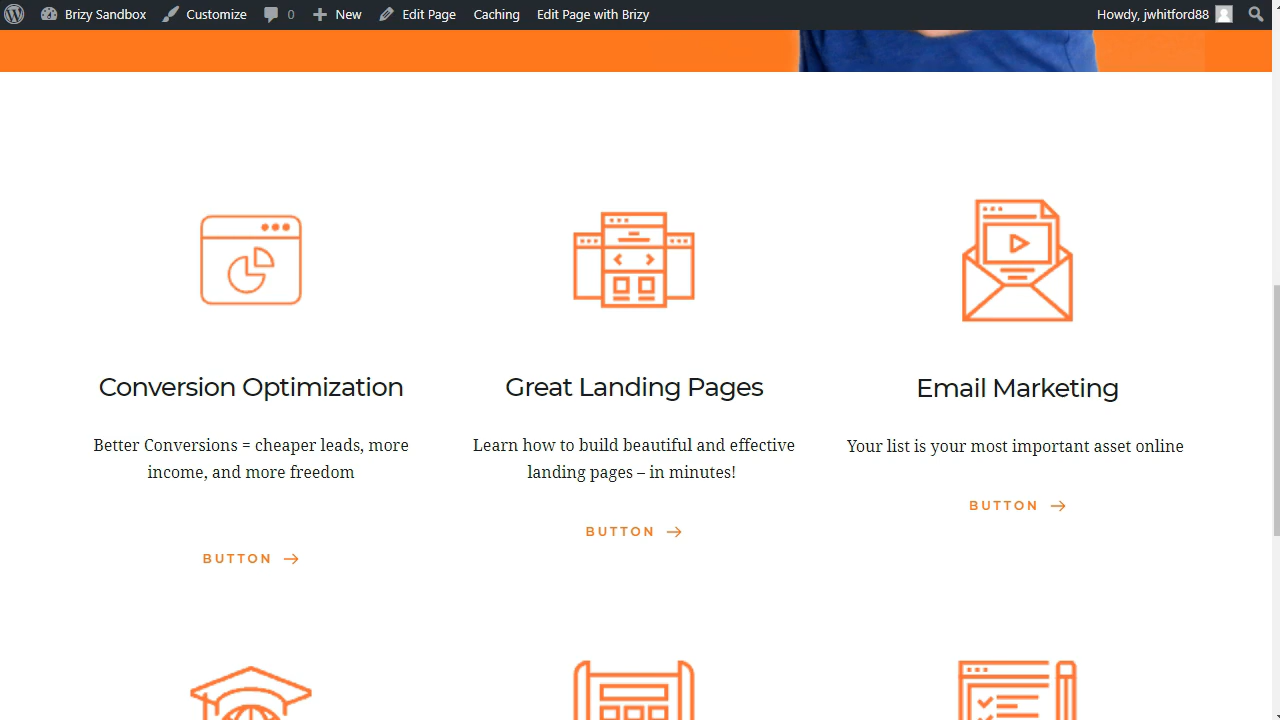 Brizy Sandbox Customize 0 New Edit Page Caching Edit Page with Brizy Howdy, jwhitford88
Conversion Optimization
Better Conversions = cheaper leads, more
income, and more freedom
BUTTON
Great Landing Pages
Learn how to build beautiful and effective
landing pages – in minutes!
BUTTON
Email Marketing
Your list is your most important asset online
BUTTON